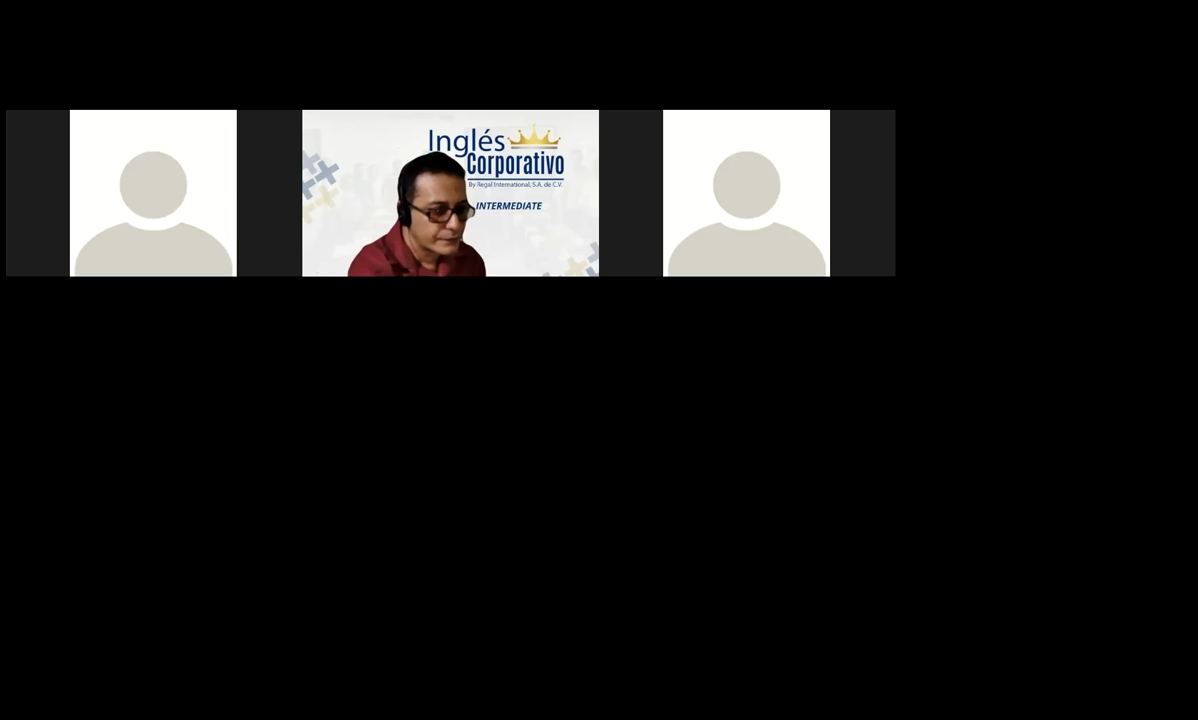 Inglés
Corporativo
By Regal International, S.A. de C.V.
INTERMEDIATE